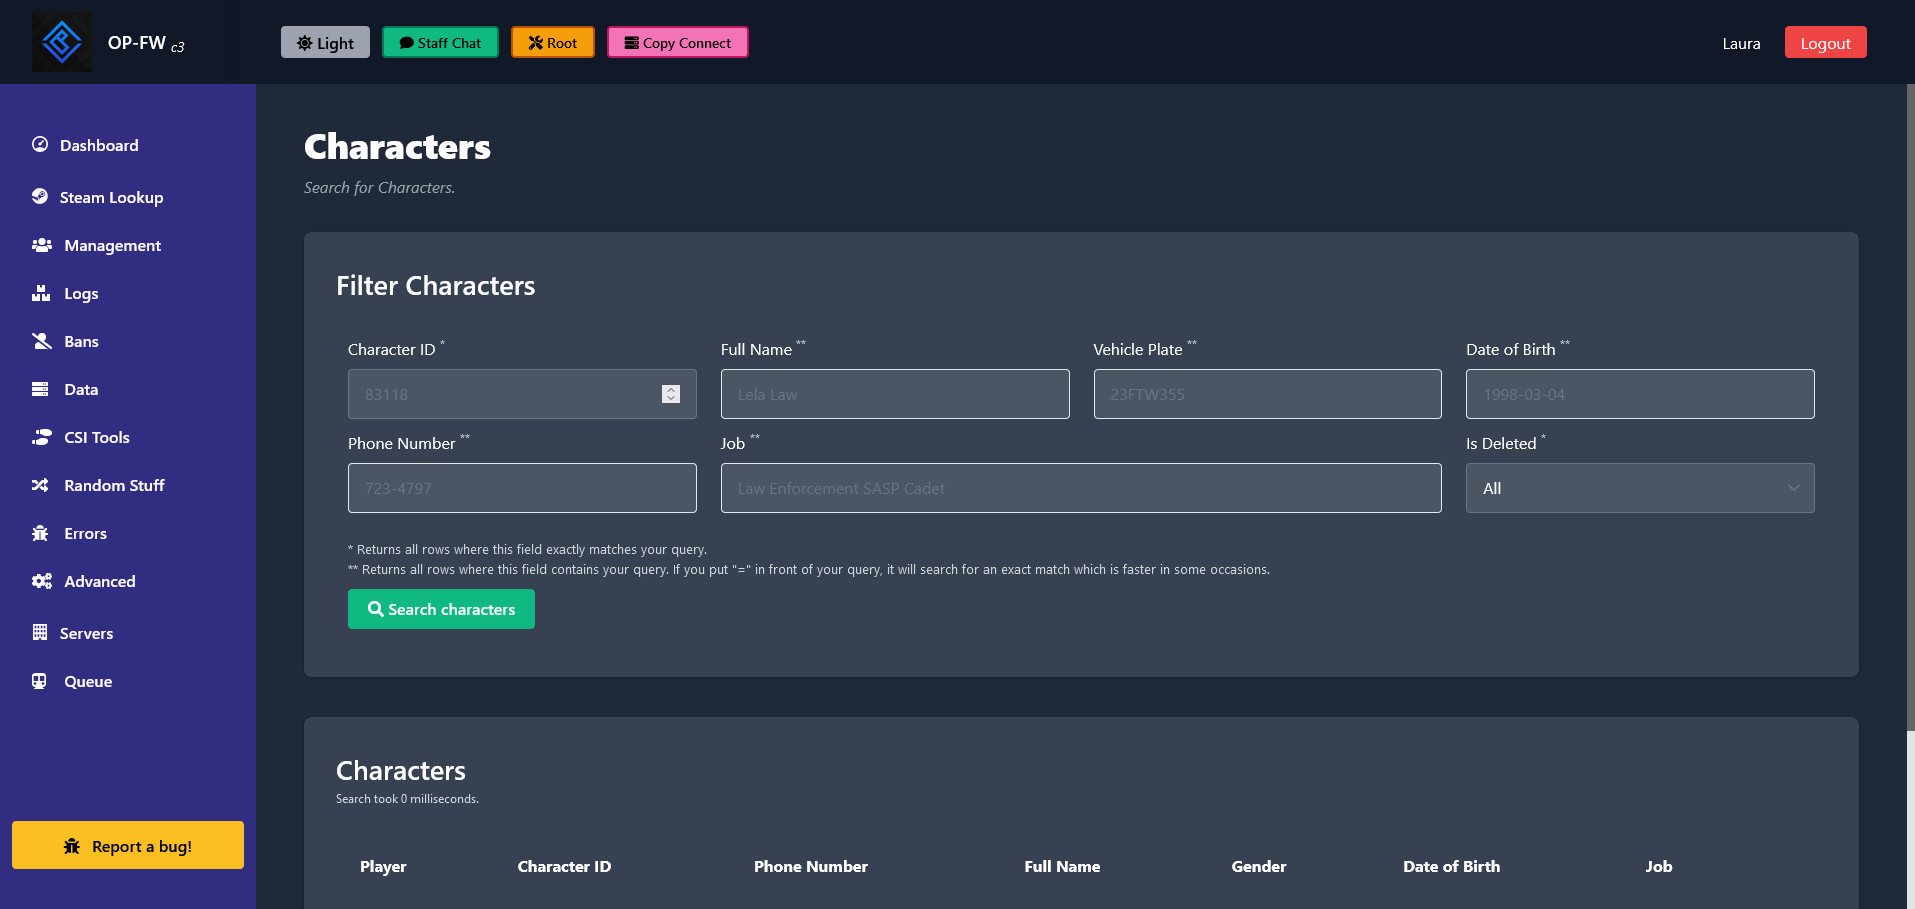 OP-FW c3
Light
Staff Chat
Root
Copy Connect
Laura
Logout
Dashboard
Steam Lookup
Management
Logs
Bans
Data
CSI Tools
Random Stuff
Errors
Advanced
Servers
Queue
Report a bug!
Characters
Search for Characters.
Filter Characters
Character ID *
Full Name **
Vehicle Plate **
Date of Birth **
83118
Lela Law
23FTW355
1998-03-04
Phone Number **
Job **
Is Deleted *
723-4797
Law Enforcement SASP Cadet
All
* Returns all rows where this field exactly matches your query.
** Returns all rows where this field contains your query. If you put "=" in front of your query, it will search for an exact match which is faster in some occasions.
Search characters
Characters
Search took 0 milliseconds.
Player Character ID Phone Number Full Name Gender Date of Birth Job